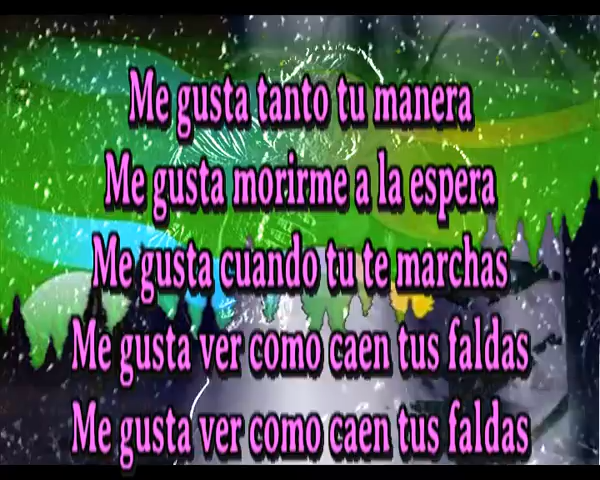 Me gusta tanto tu manera
Me gusta morirme a la espera
Me gusta cuando tu te marchas
Me gusta ver como caen tus faldas
Me gusta ver como caen tus faldas